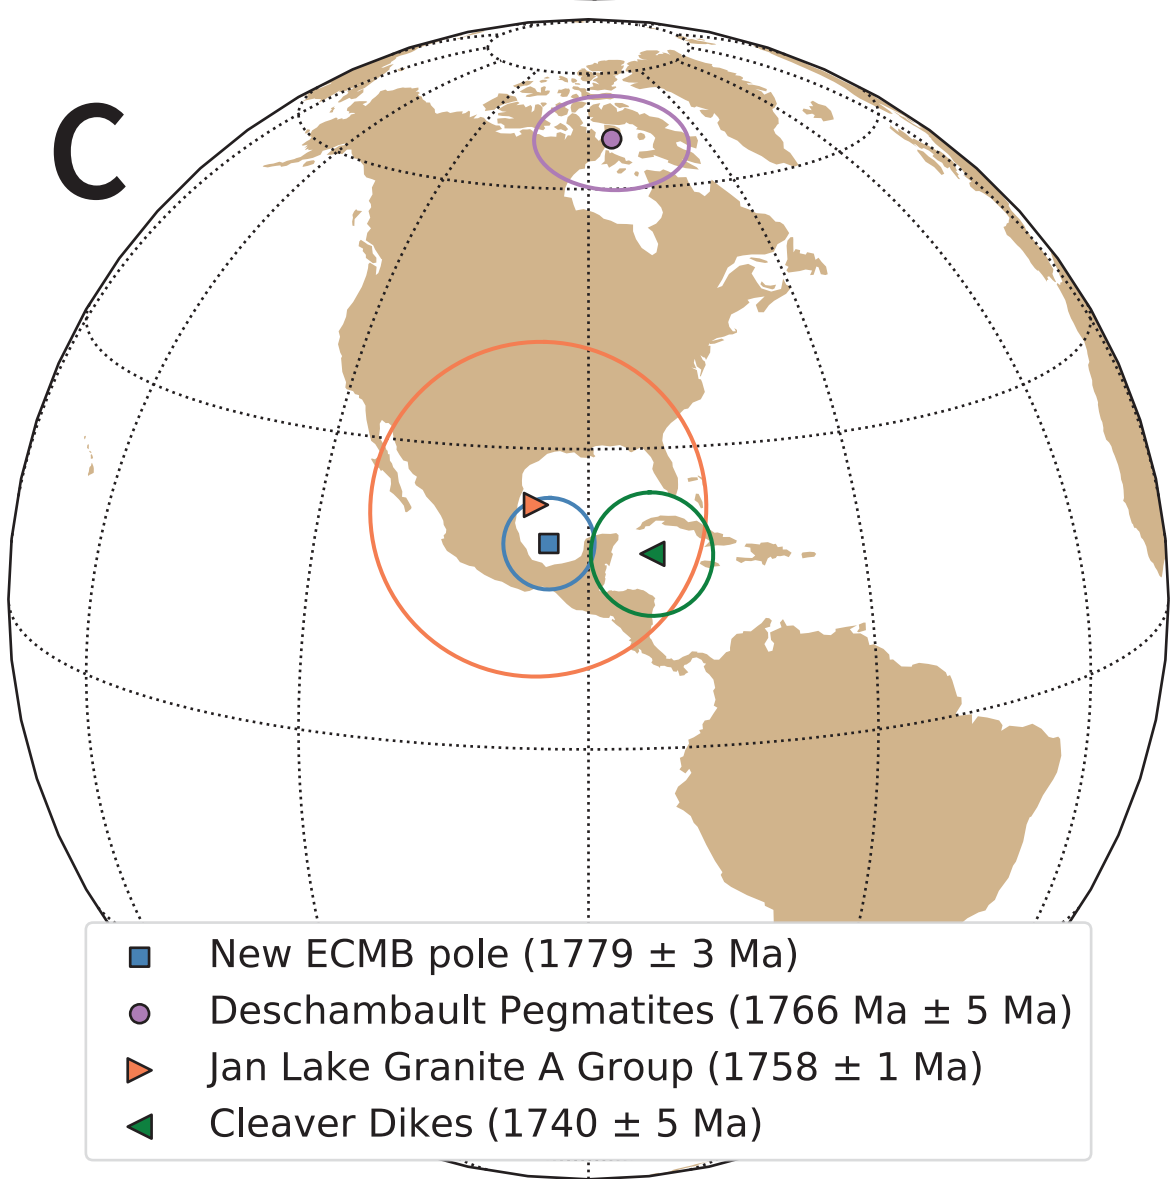 C
New ECMB pole (1779 ± 3 Ma)
Deschambault Pegmatites (1766 Ma ± 5 Ma)
Jan Lake Granite A Group (1758 ± 1 Ma)
Cleaver Dikes (1740 ± 5 Ma)